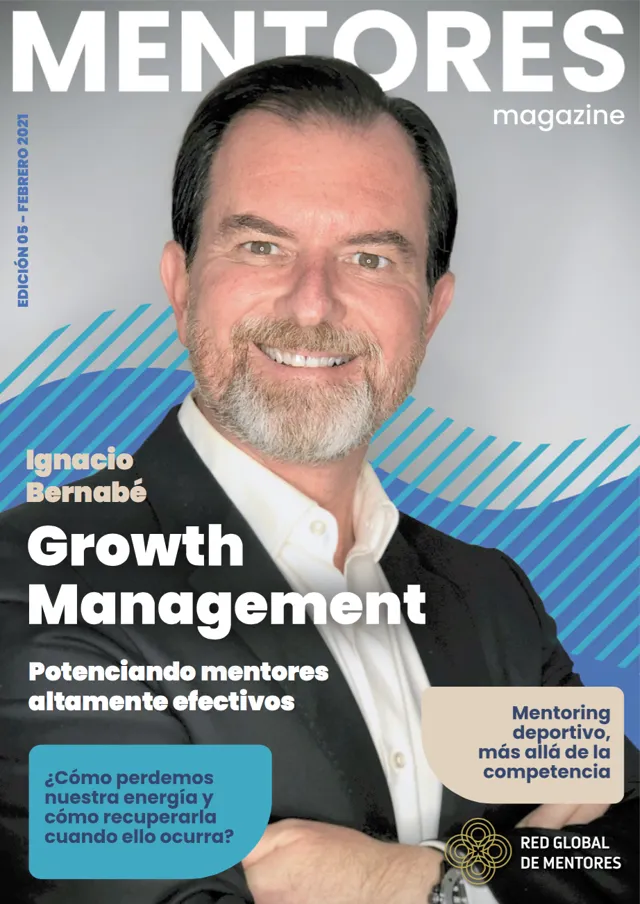 MENTORES
magazine
EDICIÓN 05 - FEBRERO 2021
Ignacio
Bernabé
Growth
Management
Potenciando mentores
altamente efectivos
Mentoring
deportivo,
más allá de la
competencia
¿Cómo perdemos
nuestra energía y
cómo recuperarla
cuando ello ocurra?
RED GLOBAL
DE MENTORES